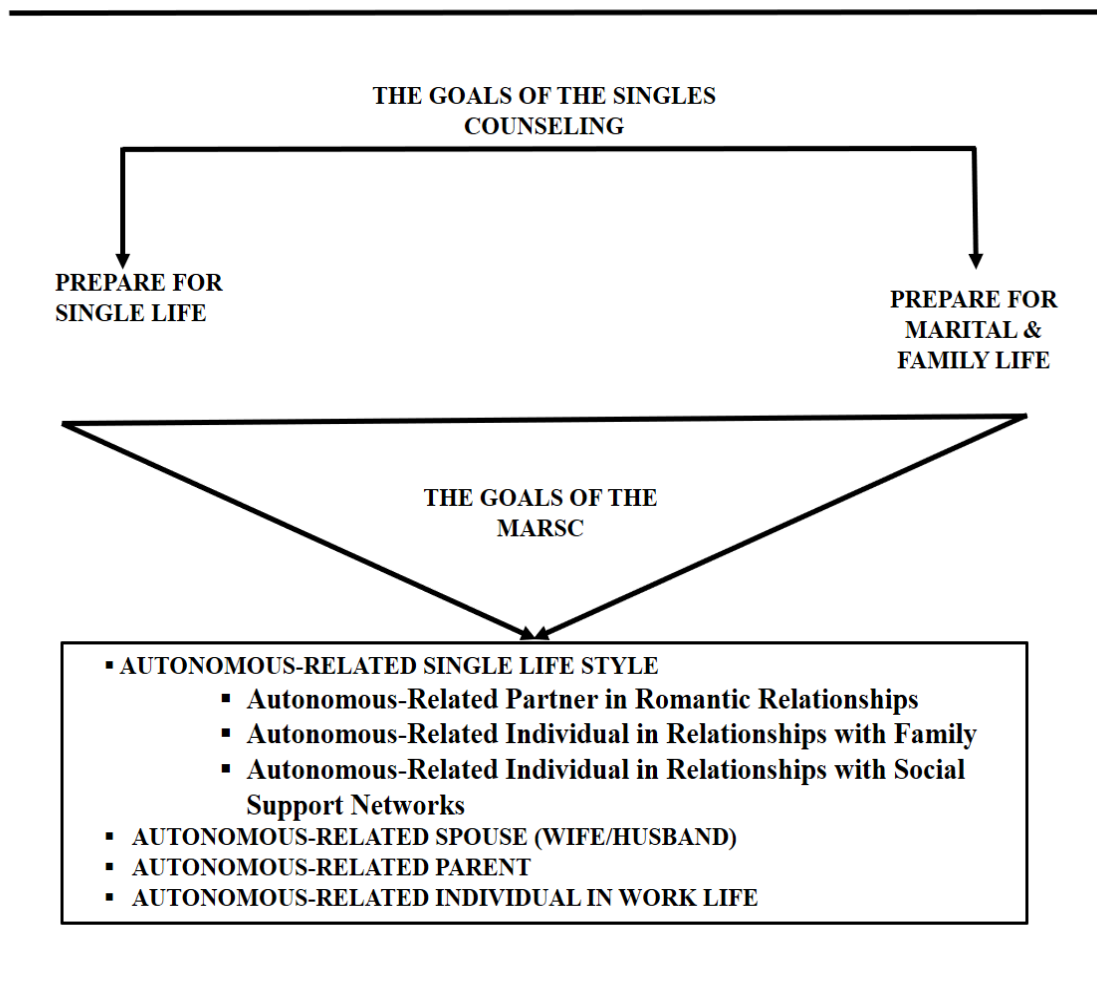 THE GOALS OF THE SINGLES
COUNSELING
PREPARE FOR
SINGLE LIFE
PREPARE FOR
MARITAL &
FAMILY LIFE
THE GOALS OF THE
MARSC
▪ AUTONOMOUS-RELATED SINGLE LIFE STYLE
▪ Autonomous-Related Partner in Romantic Relationships
▪ Autonomous-Related Individual in Relationships with Family
▪ Autonomous-Related Individual in Relationships with Social
Support Networks
▪ AUTONOMOUS-RELATED SPOUSE (WIFE/HUSBAND)
▪ AUTONOMOUS-RELATED PARENT
▪ AUTONOMOUS-RELATED INDIVIDUAL IN WORK LIFE